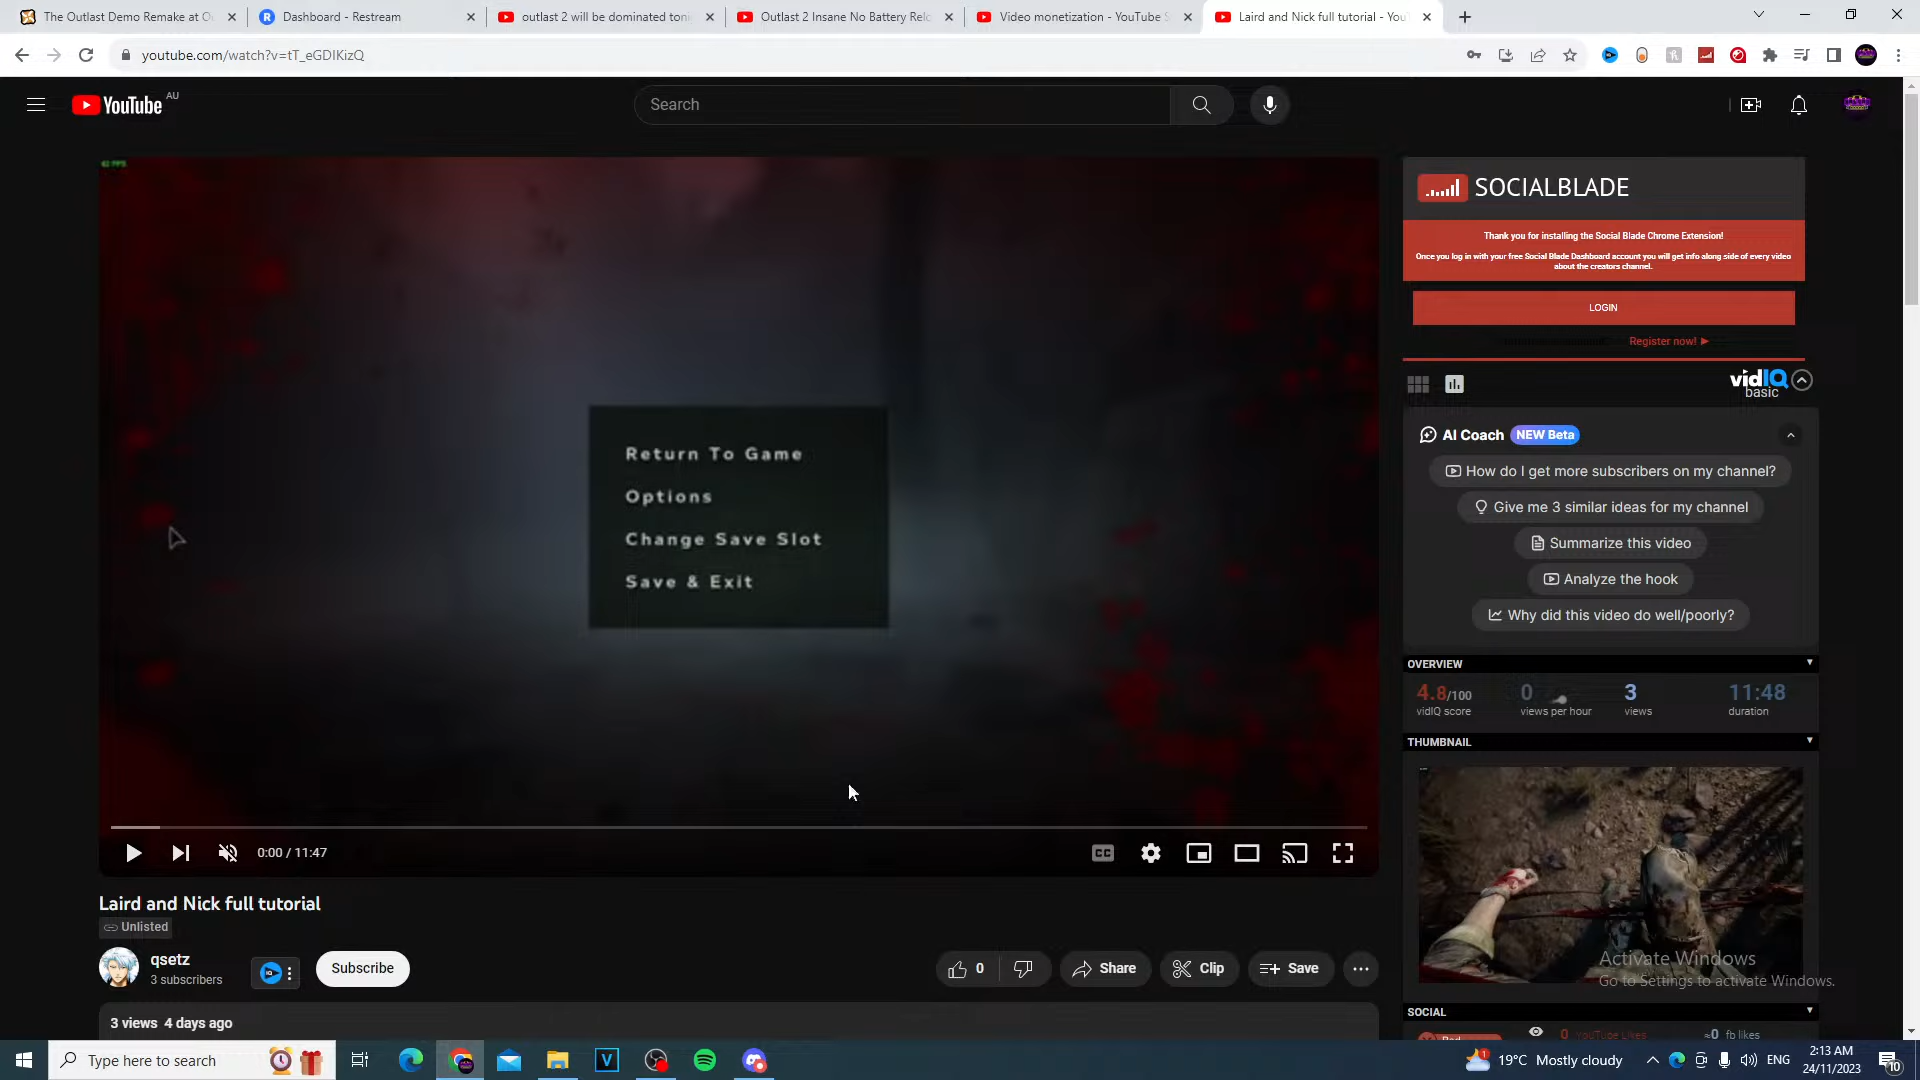 The Outlast Demo Remake at Ou
Dashboard - Restream
outlast 2 will be dominated toni
Outlast 2 Insane No Battery Relo
Video monetization - YouTube S
Laird and Nick full tutorial - You
youtube.com/watch?v=tT_eGDIKizQ
YouTube AU
Search
62 FPS
Return To Game
Options
Change Save Slot
Save & Exit
0:00 / 11:47
CC
Laird and Nick full tutorial
Unlisted
qsetz
3 subscribers
Subscribe
0
Share
Clip
Save
3 views 4 days ago
SOCIALBLADE
Thank you for installing the Social Blade Chrome Extension!
Once you log in with your free Social Blade Dashboard account you will get info along side of every video
about the creators channel.
LOGIN
Register now!
vidIQ
basic
AI Coach NEW Beta
How do I get more subscribers on my channel?
Give me 3 similar ideas for my channel
Summarize this video
Analyze the hook
Why did this video do well/poorly?
OVERVIEW
4.8/100
vidIQ score
0
views per hour
3
views
11:48
duration
THUMBNAIL
Activate Windows
Go to Settings to activate Windows.
SOCIAL
0 YouTube Likes
≈0 fb likes
Type here to search
V
1
19°C Mostly cloudy
ENG
2:13 AM
24/11/2023
10